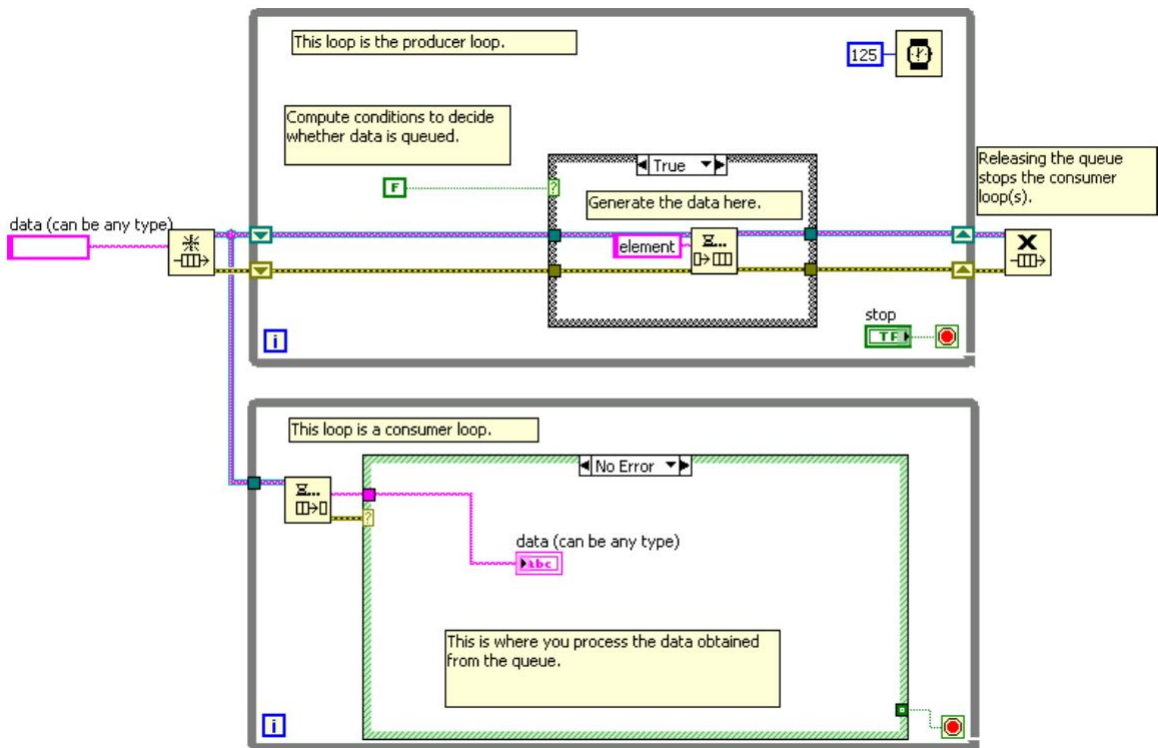 This loop is the producer loop.
125
Compute conditions to decide
whether data is queued.
True
Releasing the queue
stops the consumer
loop(s).
F
?
Generate the data here.
data (can be any type)
element
stop
TF
i
This loop is a consumer loop.
No Error
?
data (can be any type)
abc
This is where you process the data obtained
from the queue.
i